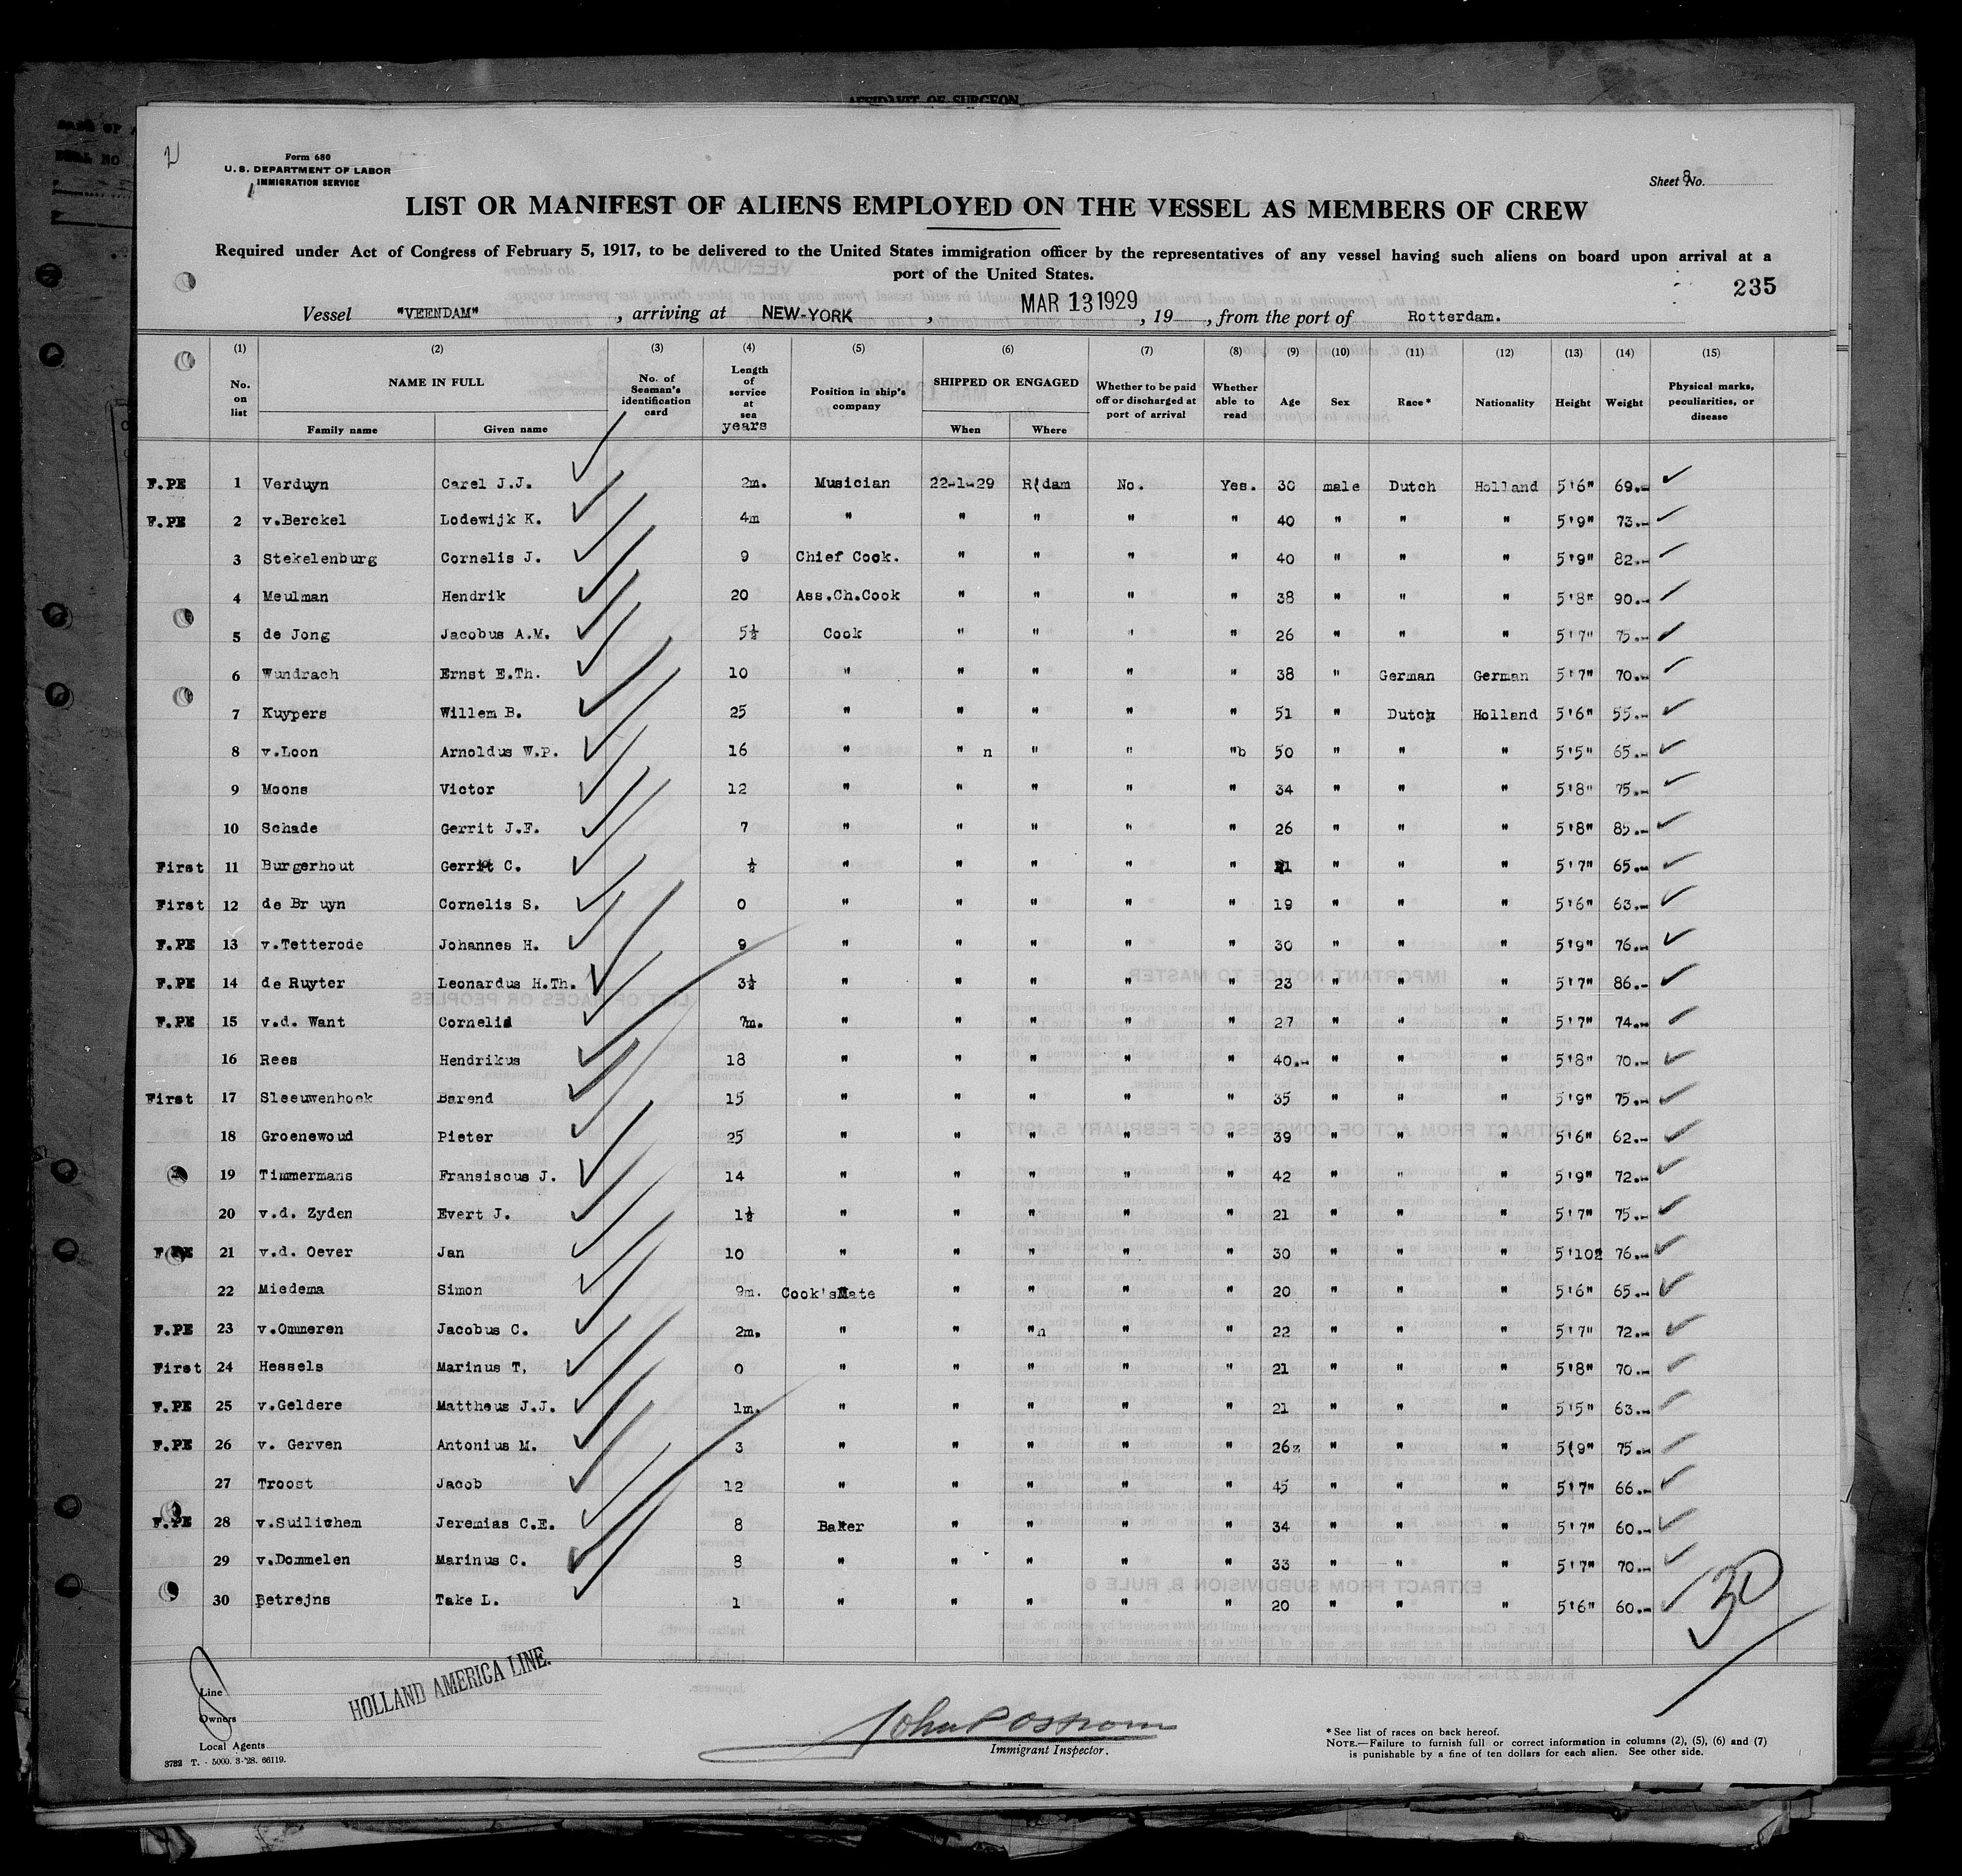 AFFIDAVIT OF SURGEON
Form 680
U. S. DEPARTMENT OF LABOR
IMMIGRATION SERVICE
Sheet No. 8
LIST OR MANIFEST OF ALIENS EMPLOYED ON THE VESSEL AS MEMBERS OF CREW
Required under Act of Congress of February 5, 1917, to be delivered to the United States immigration officer by the representatives of any vessel having such aliens on board upon arrival at a
port of the United States.
235
Vessel "VEENDAM", arriving at NEW-YORK, MAR 13 1929, 19, from the port of Rotterdam.
(1) (2) (3) (4) (5) (6) (7) (8) (9) (10) (11) (12) (13) (14) (15)
No. on list NAME IN FULL Family name Given name No. of Seaman's identification card Length of service at sea years Position in ship's company SHIPPED OR ENGAGED When Where Whether to be paid off or discharged at port of arrival Whether able to read Age Sex Race* Nationality Height Weight Physical marks, peculiarities, or disease
F.PE 1 Verduyn Carel J.J. 2m. Musician 22-1-29 R'dam No. Yes. 30 male Dutch Holland 5'6" 69.-
F.PE 2 v.Berckel Lodewijk K. 4m " " " " " 40 " " " 5'9" 73.-
3 Stekelenburg Cornelis J. 9 Chief Cook. " " " " 40 " " " 5'9" 82.-
4 Meulman Hendrik 20 Ass.Ch.Cook " " " " 38 " " " 5'8" 90.-
5 de Jong Jacobus A.M. 5½ Cook " " " " 26 " " " 5'7" 75.-
6 Wundrach Ernst E.Th. 10 " " " " " 38 " German German 5'7" 70.-
7 Kuypers Willem B. 25 " " " " " 51 " Dutch Holland 5'6" 55.-
8 v.Loon Arnoldus W.P. 16 " " n " " "b 50 " " " 5'5" 65.-
9 Moons Victor 12 " " " " " 34 " " " 5'8" 75.-
10 Schade Gerrit J.F. 7 " " " " " 26 " " " 5'8" 85.-
First 11 Burgerhout Gerrit C. ½ " " " " " 21 " " " 5'7" 65.-
First 12 de Br uyn Cornelis S. 0 " " " " " 19 " " " 5'6" 63.-
F.PE 13 v.Tetterode Johannes H. 9 " " " " " 30 " " " 5'9" 76.-
F.PE 14 de Ruyter Leonardus H.Th. 3½ " " " " " 23 " " " 5'7" 86.-
F.PE 15 v.d. Want Cornelis 7m. " " " " " 27 " " " 5'7" 74.-
16 Rees Hendrikus 18 " " " " " 40.- " " " 5'8" 70.-
First 17 Sleeuwenhoek Barend 15 " " " " " 35 " " " 5'9" 75.-
18 Groenewoud Pieter 25 " " " " " 39 " " " 5'6" 62.-
19 Timmermans Fransiscus J. 14 " " " " " 42 " " " 5'9" 72.-
20 v.d. Zyden Evert J. 1½ " " " " " 21 " " " 5'7" 75.-
F.PE 21 v.d. Oever Jan 10 " " " " " 30 " " " 5'102 76.-
22 Miedema Simon 9m. Cook'sMate " " " " 20 " " " 5'6" 65.-
F.PE 23 v.Ommeren Jacobus C. 2m. " " "n " " 22 " " " 5'7" 72.-
First 24 Hessels Marinus T, 0 " " " " " 21 " " " 5'8" 70.-
F.PE 25 v.Geldere Mattheus J.J. 1m. " " " " " 21 " " " 5'5" 63.-
F.PE 26 v. Gerven Antonius M. 3 " " " " " 26z " " " 5(9" 75.-
27 Troost Jacob 12 " " " " " 45 " " " 5'7" 66.-
F.PE 28 v.Suilichem Jeremias C.E. 8 Baker " " " " 34 " " " 5'7" 60.-
29 v.Dommelen Marinus C. 8 " " " " " 33 " " " 5'7" 70.-
30 Betrejns Take L. 1 " " " " " 20 " " " 5'6" 60.-
30
Line
Owners
Local Agents
HOLLAND AMERICA LINE.
John P Ostrom
Immigrant Inspector.
* See list of races on back hereof.
NOTE.—Failure to furnish full or correct information in columns (2), (5), (6) and (7)
is punishable by a fine of ten dollars for each alien. See other side.
3782 T. - 5000. 3-'28. 66119.